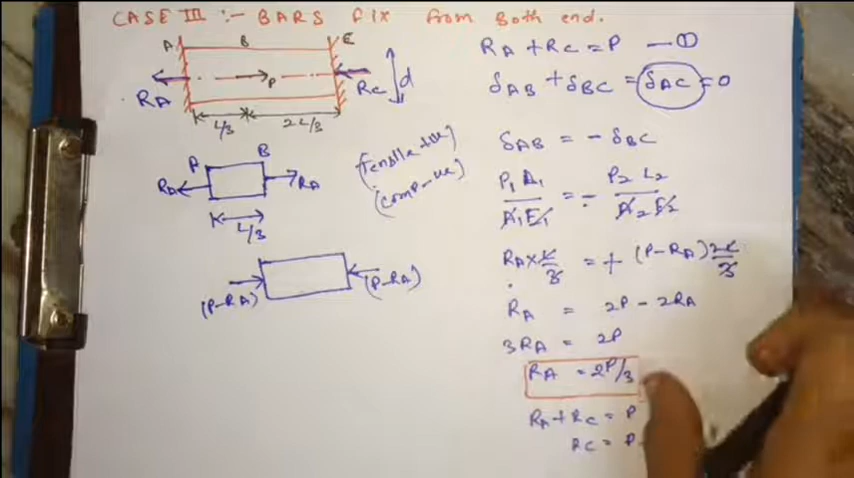 CASE III :- BARS fix from Both end.
A B E
RA P RC d
L/3 2L/3
A B
RA RA
L/3
(Tensile +ve)
(comp -ve)
(P-RA) (P-RA)
RA + RC = P —①
δAB + δBC = δAC = 0
δAB = - δBC
P1 L1/A1E1 = - P2 L2/A2 E2
RA × L/3 = + (P-RA) 2L/3
RA = 2P - 2RA
3RA = 2P
RA = 2P/3
RA + RC = P
RC = P